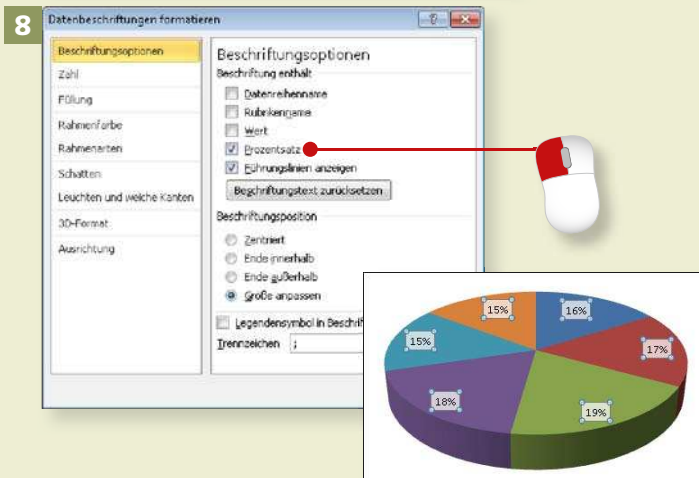 8
Datenbeschriftungen formatieren
Beschriftungsoptionen
Zahl
Füllung
Rahmenfarbe
Rahmenarten
Schatten
Leuchten und weiche Kanten
3D-Format
Ausrichtung
Beschriftungsoptionen
Beschriftung enthält
Datenreihenname
Rubrikenname
Wert
Prozentsatz
Führungslinien anzeigen
Beschriftungstext zurücksetzen
Beschriftungsposition
Zentriert
Ende innerhalb
Ende außerhalb
Größe anpassen
Legendensymbol in Beschrif
Trennzeichen ;
15%
16%
15%
17%
18%
19%